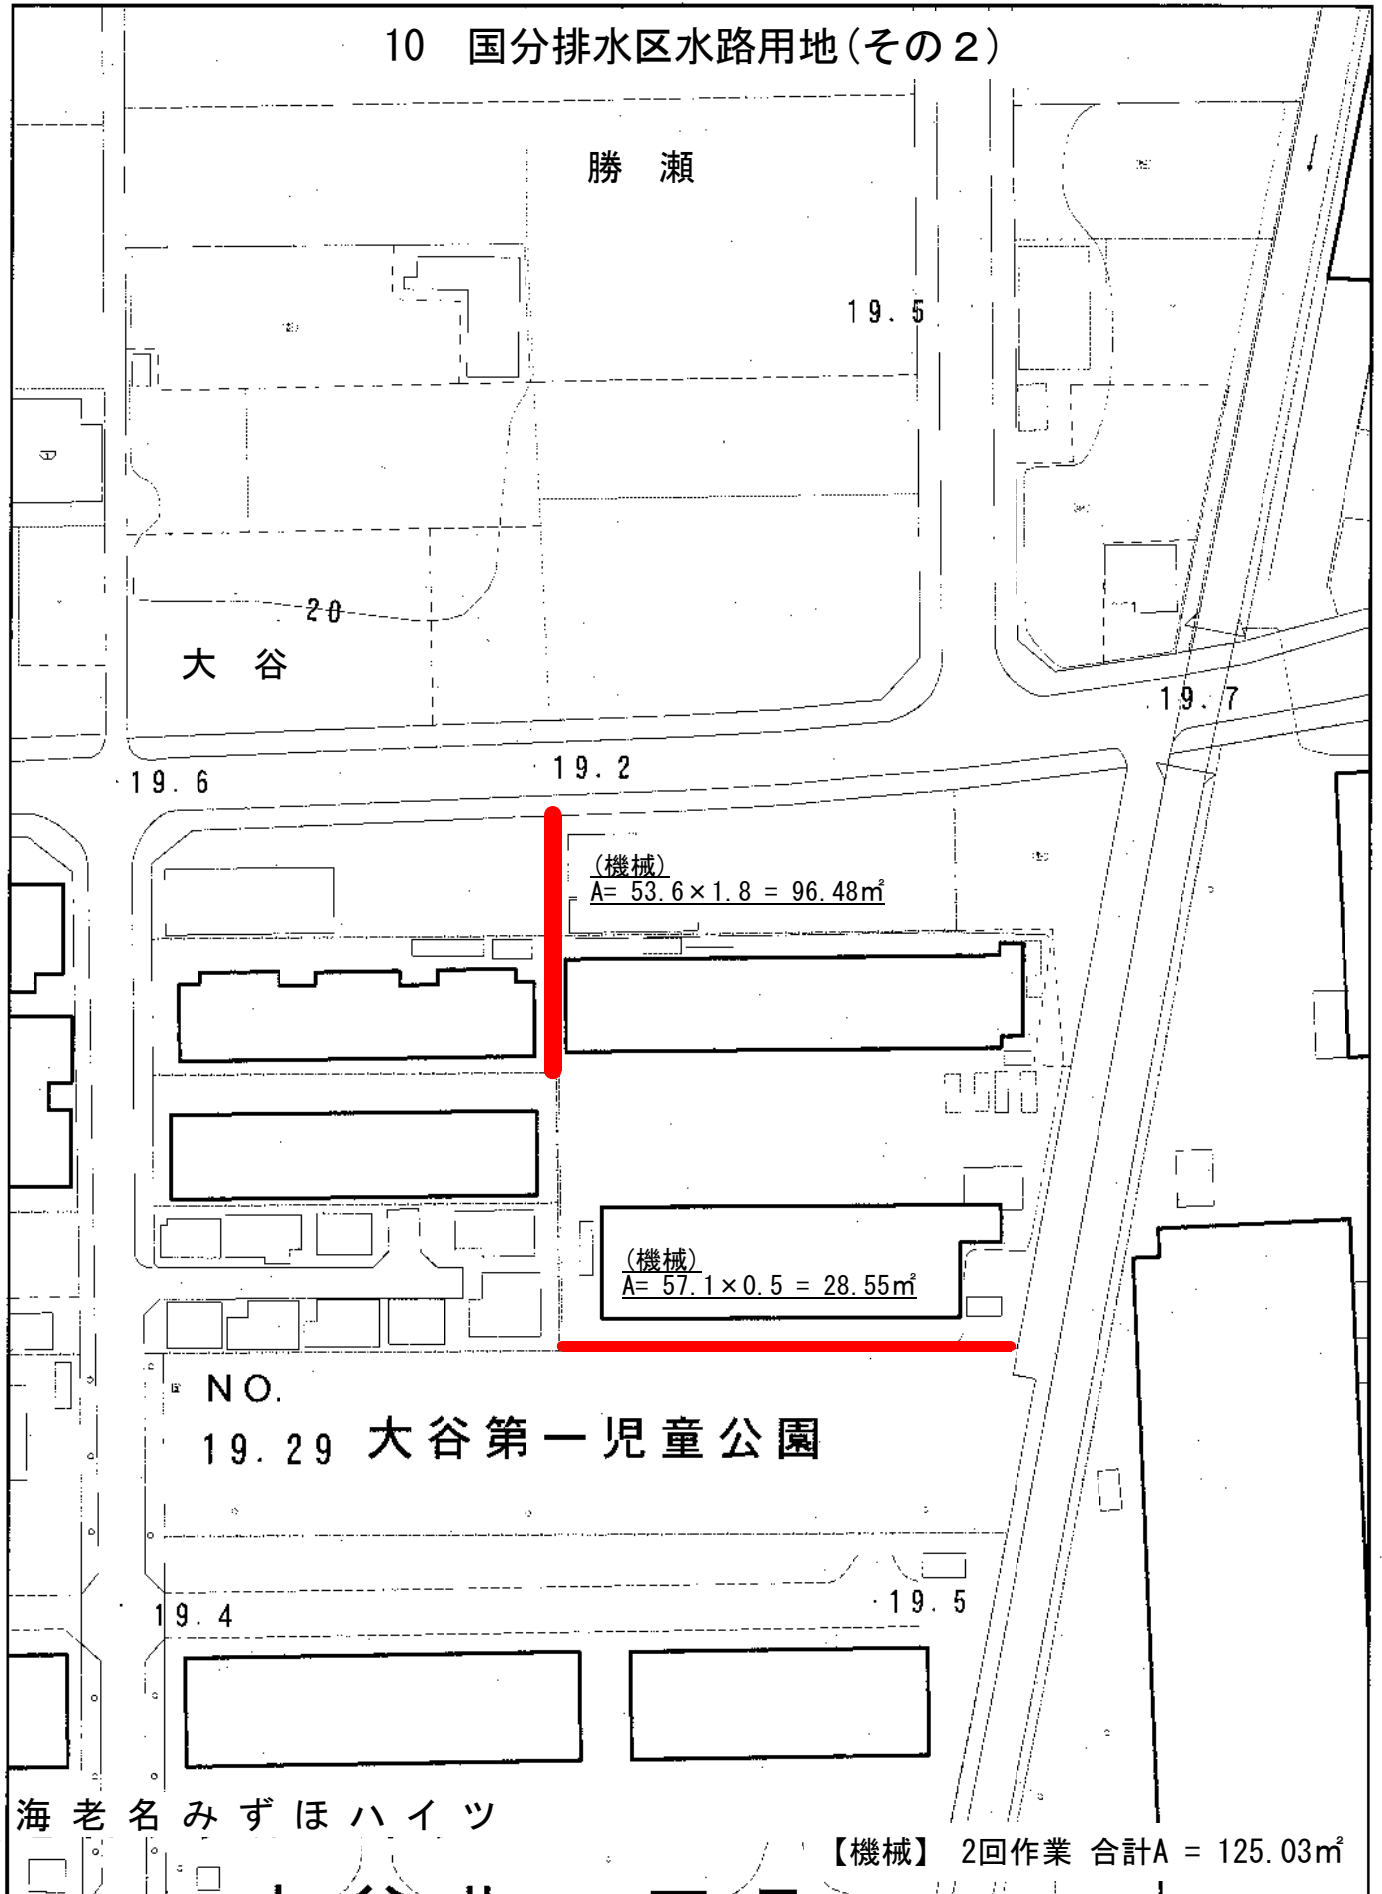 10　国分排水区水路用地(その２)
勝 瀬
19.5
20
大 谷
19.7
19.6
19.2
(機械)
A= 53.6×1.8 = 96.48㎡
(機械)
A= 57.1×0.5 = 28.55㎡
NO.
19.29 大谷第一児童公園
19.4
19.5
海老名みずほハイツ
【機械】 2回作業 合計A = 125.03㎡